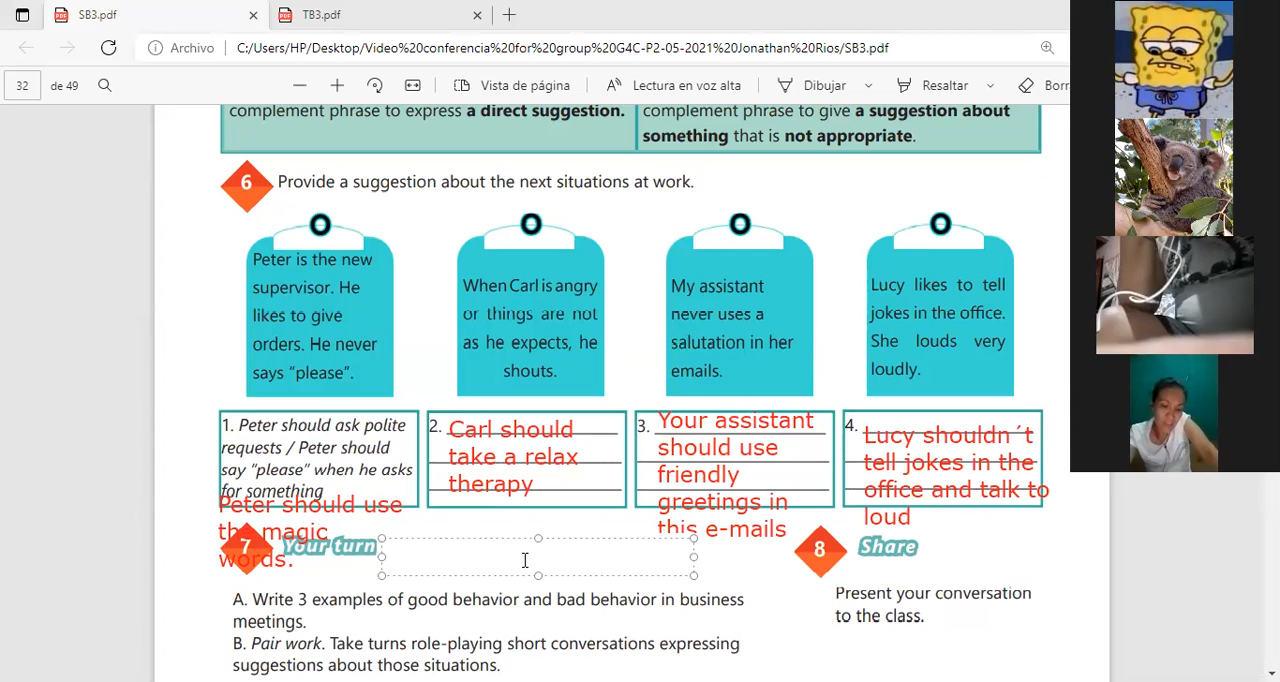 SB3.pdf
TB3.pdf
Archivo
C:/Users/HP/Desktop/Video%20conferencia%20for%20group%20G4C-P2-05-2021%20Jonathan%20Rios/SB3.pdf
32
de 49
Vista de página
Lectura en voz alta
Dibujar
Resaltar
Borr
complement phrase to express a direct suggestion.
complement phrase to give a suggestion about
something that is not appropriate.
6
Provide a suggestion about the next situations at work.
Peter is the new
supervisor. He
likes to give
orders. He never
says “please”.
When Carl is angry
or things are not
as he expects, he
shouts.
My assistant
never uses a
salutation in her
emails.
Lucy likes to tell
jokes in the office.
She louds very
loudly.
1. Peter should ask polite
requests / Peter should
say “please” when he asks
for something
Peter should use
the magic
words.
2. Carl should
take a relax
therapy
3. Your assistant
should use
friendly
greetings in
this e-mails
4. Lucy shouldn´t
tell jokes in the
office and talk to
loud
7
Your turn
A. Write 3 examples of good behavior and bad behavior in business
meetings.
B. Pair work. Take turns role-playing short conversations expressing
suggestions about those situations.
8
Share
Present your conversation
to the class.